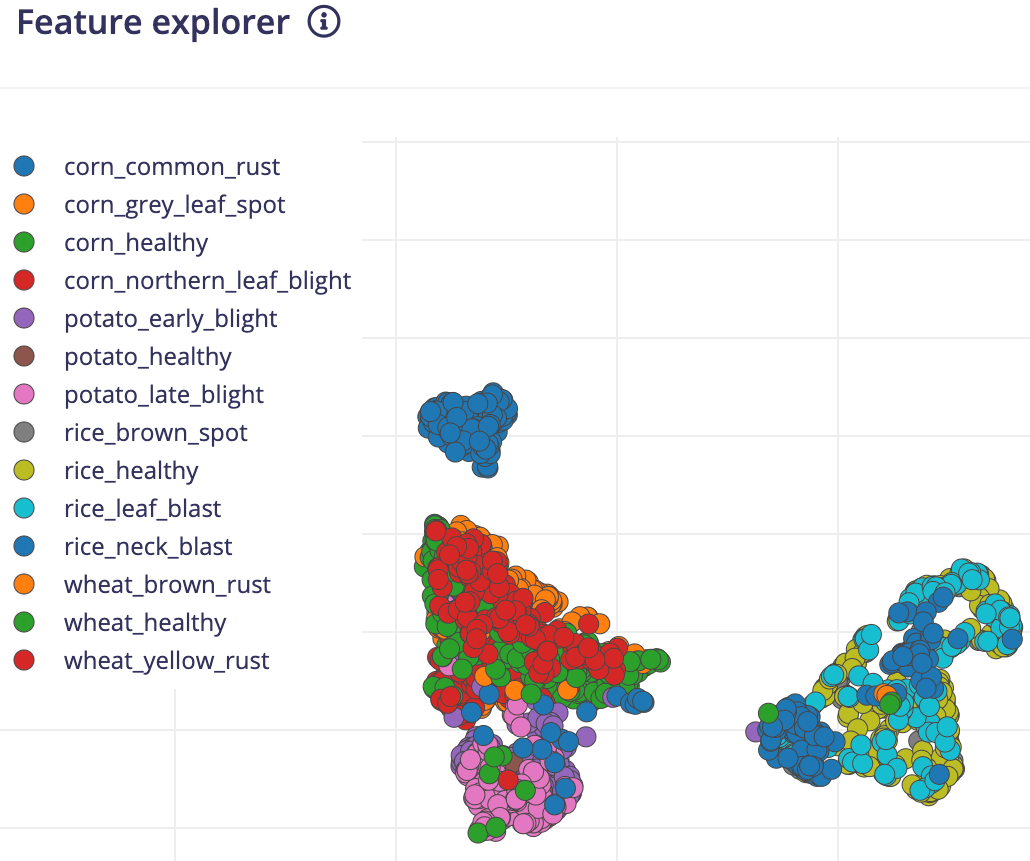 Feature explorer
corn_common_rust
corn_grey_leaf_spot
corn_healthy
corn_northern_leaf_blight
potato_early_blight
potato_healthy
potato_late_blight
rice_brown_spot
rice_healthy
rice_leaf_blast
rice_neck_blast
wheat_brown_rust
wheat_healthy
wheat_yellow_rust